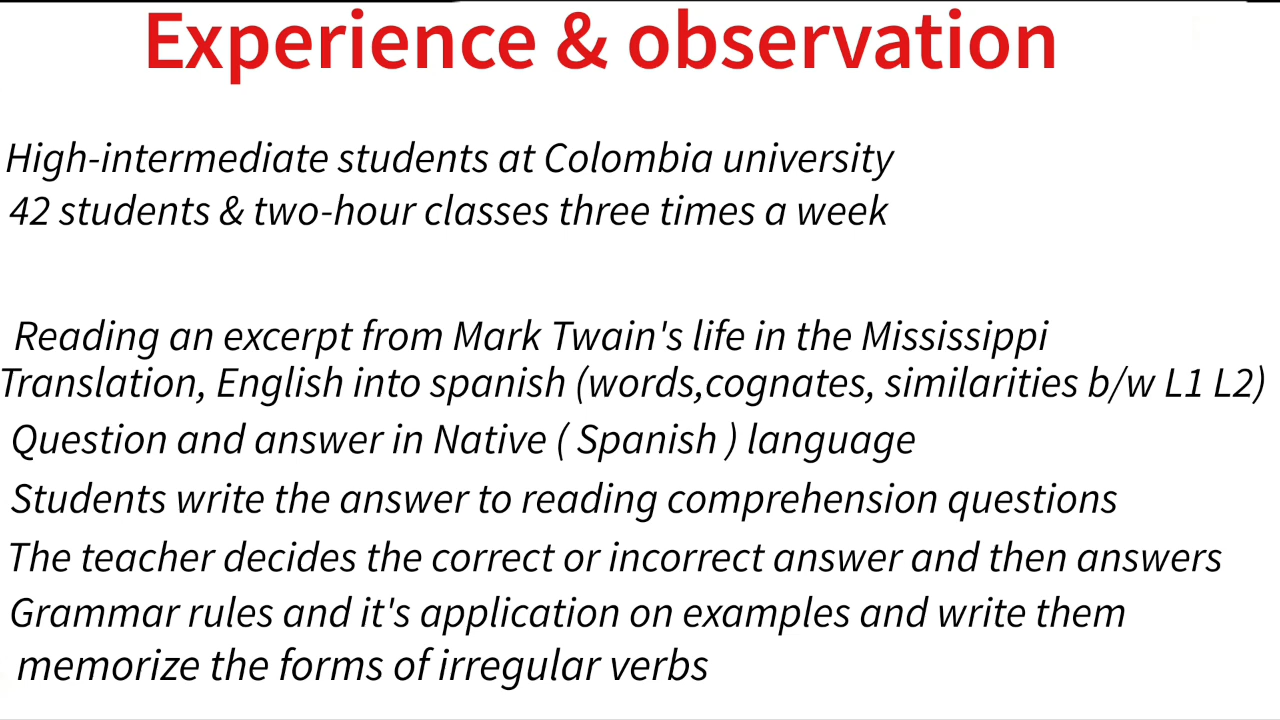 Experience & observation
High-intermediate students at Colombia university
42 students & two-hour classes three times a week
Reading an excerpt from Mark Twain's life in the Mississippi
Translation, English into spanish (words,cognates, similarities b/w L1 L2)
Question and answer in Native ( Spanish ) language
Students write the answer to reading comprehension questions
The teacher decides the correct or incorrect answer and then answers
Grammar rules and it's application on examples and write them
memorize the forms of irregular verbs